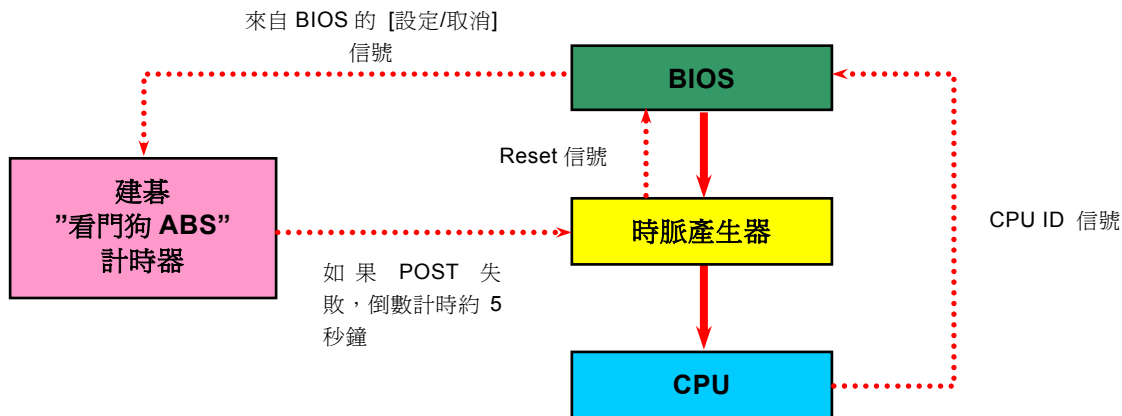 來自 BIOS 的 [設定/取消]
信號
BIOS
Reset 信號
建碁
”看門狗 ABS”
計時器
時脈產生器
CPU ID 信號
如果 POST 失
敗，倒數計時約 5
秒鐘
CPU